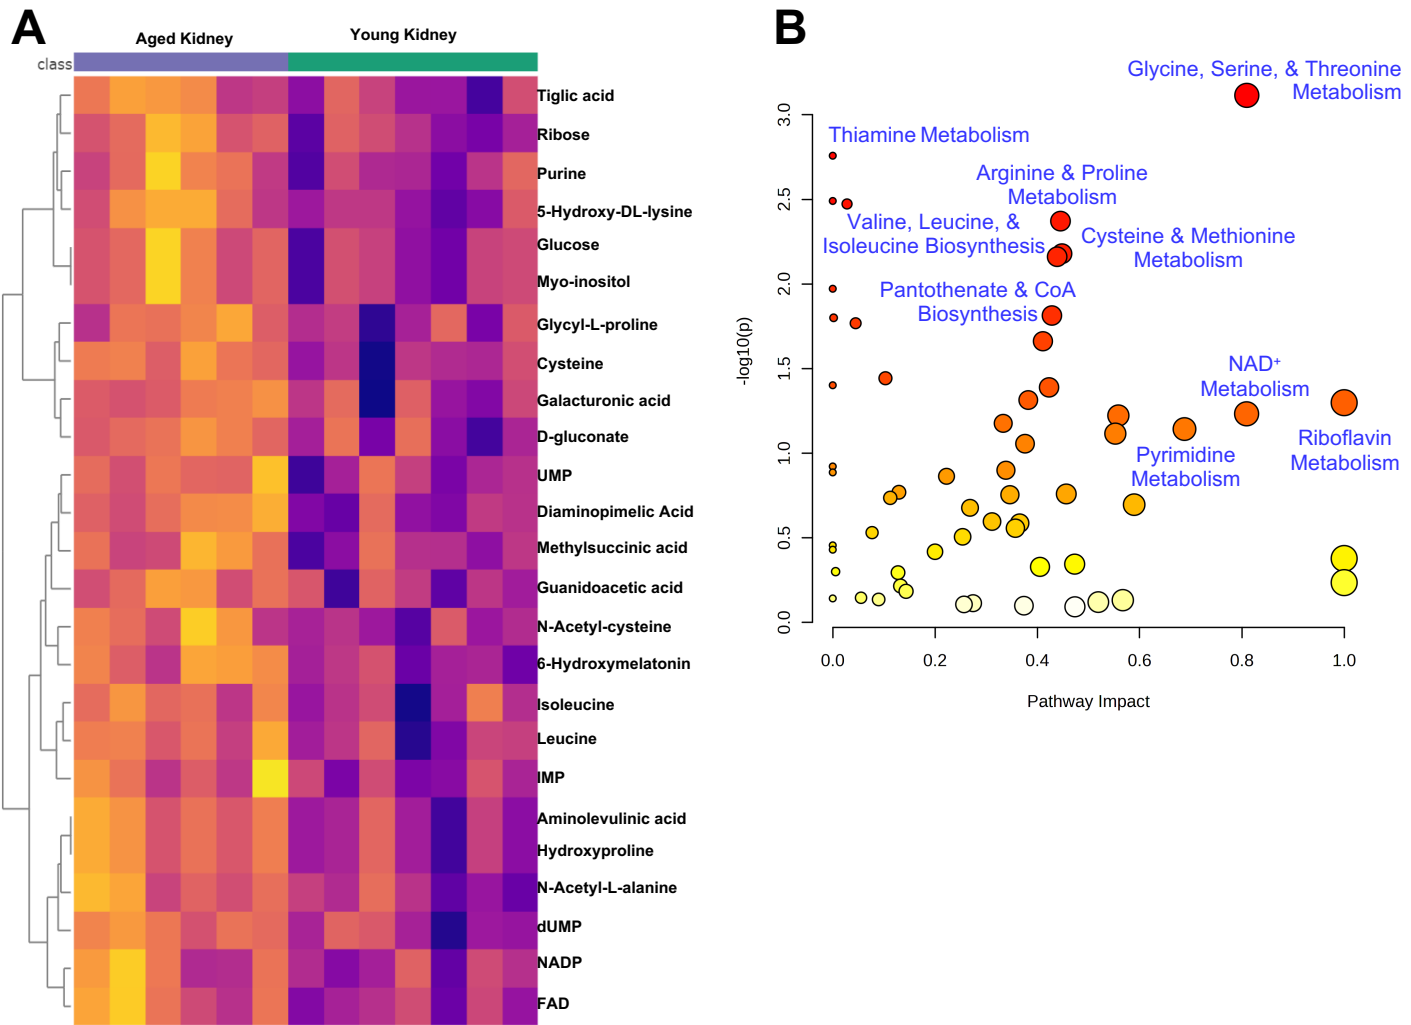 A
B
Aged Kidney
Young Kidney
class
Tiglic acid
Ribose
Purine
5-Hydroxy-DL-lysine
Glucose
Myo-inositol
Glycyl-L-proline
Cysteine
Galacturonic acid
D-gluconate
UMP
Diaminopimelic Acid
Methylsuccinic acid
Guanidoacetic acid
N-Acetyl-cysteine
6-Hydroxymelatonin
Isoleucine
Leucine
IMP
Aminolevulinic acid
Hydroxyproline
N-Acetyl-L-alanine
dUMP
NADP
FAD
Glycine, Serine, & Threonine
Metabolism
Thiamine Metabolism
Arginine & Proline
Metabolism
Valine, Leucine, &
Isoleucine Biosynthesis
Cysteine & Methionine
Metabolism
Pantothenate & CoA
Biosynthesis
NAD⁺
Metabolism
Riboflavin
Metabolism
Pyrimidine
Metabolism
-log10(p)
3.0
2.5
2.0
1.5
1.0
0.5
0.0
0.0 0.2 0.4 0.6 0.8 1.0
Pathway Impact